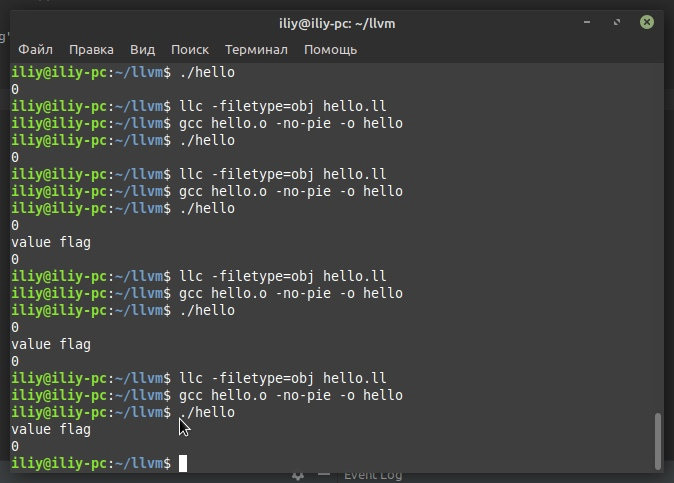 iliy@iliy-pc: ~/llvm
Файл Правка Вид Поиск Терминал Помощь
iliy@iliy-pc:~/llvm$ ./hello
0
iliy@iliy-pc:~/llvm$ llc -filetype=obj hello.ll
iliy@iliy-pc:~/llvm$ gcc hello.o -no-pie -o hello
iliy@iliy-pc:~/llvm$ ./hello
0
iliy@iliy-pc:~/llvm$ llc -filetype=obj hello.ll
iliy@iliy-pc:~/llvm$ gcc hello.o -no-pie -o hello
iliy@iliy-pc:~/llvm$ ./hello
0
value flag
0
iliy@iliy-pc:~/llvm$ llc -filetype=obj hello.ll
iliy@iliy-pc:~/llvm$ gcc hello.o -no-pie -o hello
iliy@iliy-pc:~/llvm$ ./hello
0
value flag
0
iliy@iliy-pc:~/llvm$ llc -filetype=obj hello.ll
iliy@iliy-pc:~/llvm$ gcc hello.o -no-pie -o hello
iliy@iliy-pc:~/llvm$ ./hello
value flag
0
iliy@iliy-pc:~/llvm$
Event Log